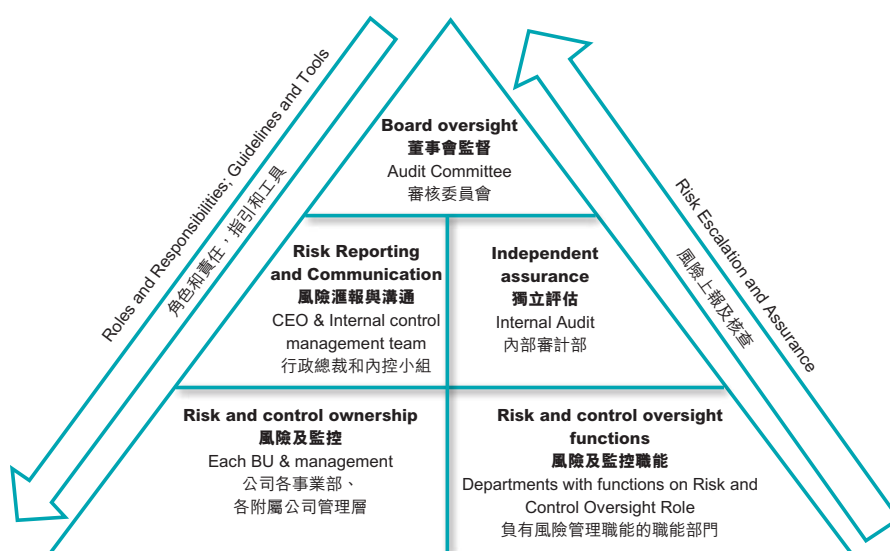 Roles and Responsibilities; Guidelines and Tools
角色和責任，指引和工具
Board oversight
董事會監督
Audit Committee
審核委員會
Risk Reporting
and Communication
風險滙報與溝通
CEO & Internal control
management team
行政總裁和內控小組
Independent
assurance
獨立評估
Internal Audit
內部審計部
Risk and control ownership
風險及監控
Each BU & management
公司各事業部、
各附屬公司管理層
Risk and control oversight
functions
風險及監控職能
Departments with functions on Risk and
Control Oversight Role
負有風險管理職能的職能部門
Risk Escalation and Assurance
風險上報及核查